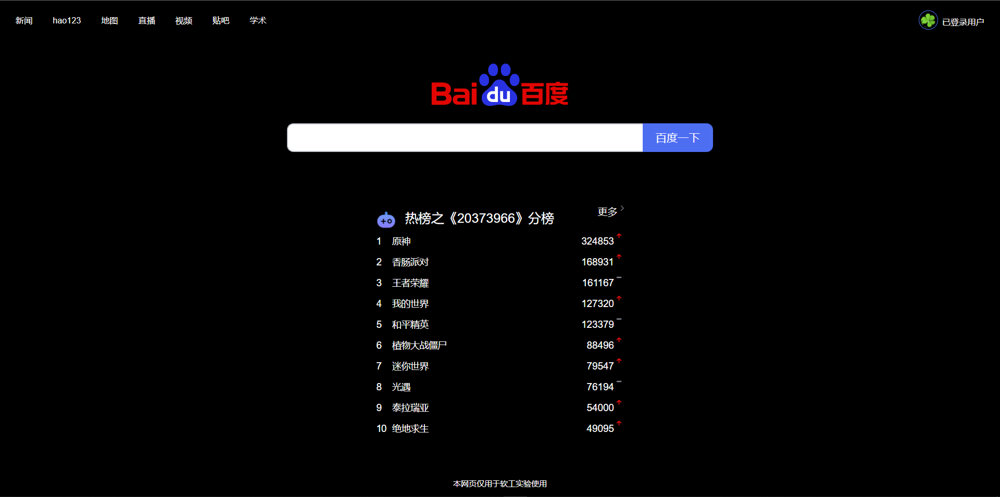 新闻 hao123 地图 直播 视频 贴吧 学术 已登录用户
Bai du 百度
百度一下
热榜之《20373966》分榜 更多
1 原神 324853
2 香肠派对 168931
3 王者荣耀 161167
4 我的世界 127320
5 和平精英 123379
6 植物大战僵尸 88496
7 迷你世界 79547
8 光遇 76194
9 泰拉瑞亚 54000
10 绝地求生 49095
本网页仅用于软工实验使用